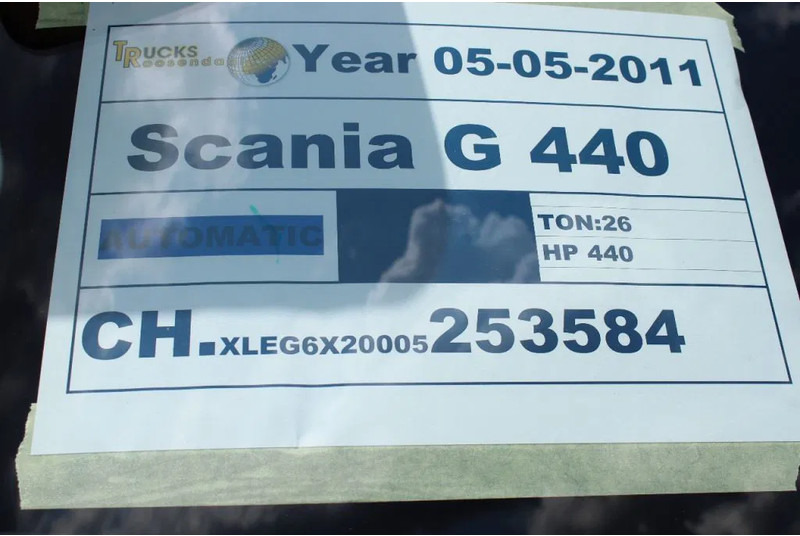 TRUCKS
Roosendaal
Year 05-05-2011
Scania G 440
AUTOMATIC
TON:26
HP 440
CH.XLEG6X20005253584